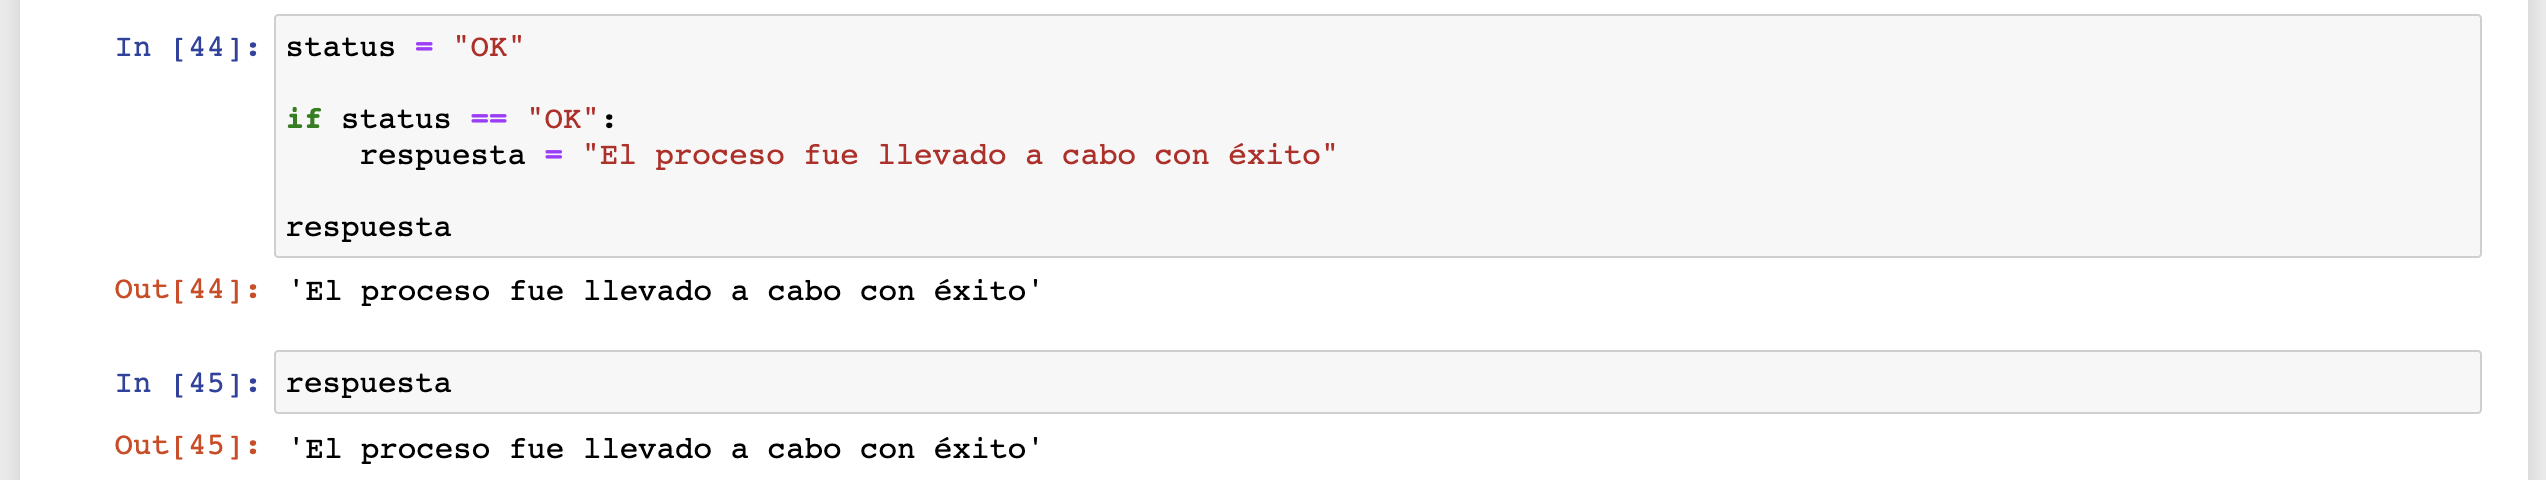 In [44]: status = "OK"
if status == "OK":
    respuesta = "El proceso fue llevado a cabo con éxito"
respuesta
Out[44]: 'El proceso fue llevado a cabo con éxito'
In [45]: respuesta
Out[45]: 'El proceso fue llevado a cabo con éxito'